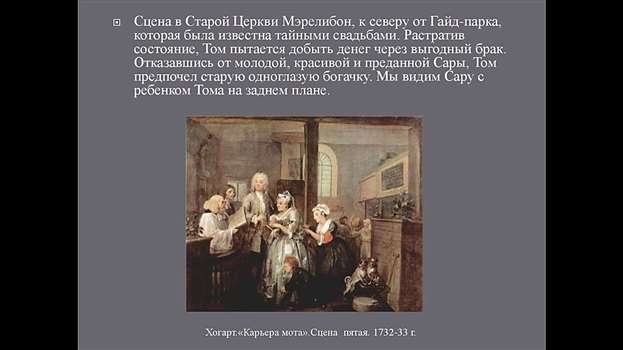 Сцена в Старой Церкви Мэрелибон, к северу от Гайд-парка,
которая была известна тайными свадьбами. Растратив
состояние, Том пытается добыть денег через выгодный брак.
Отказавшись от молодой, красивой и преданной Сары, Том
предпочел старую одноглазую богачку. Мы видим Сару с
ребенком Тома на заднем плане.
Хогарт.«Карьера мота».Сцена пятая. 1732-33 г.